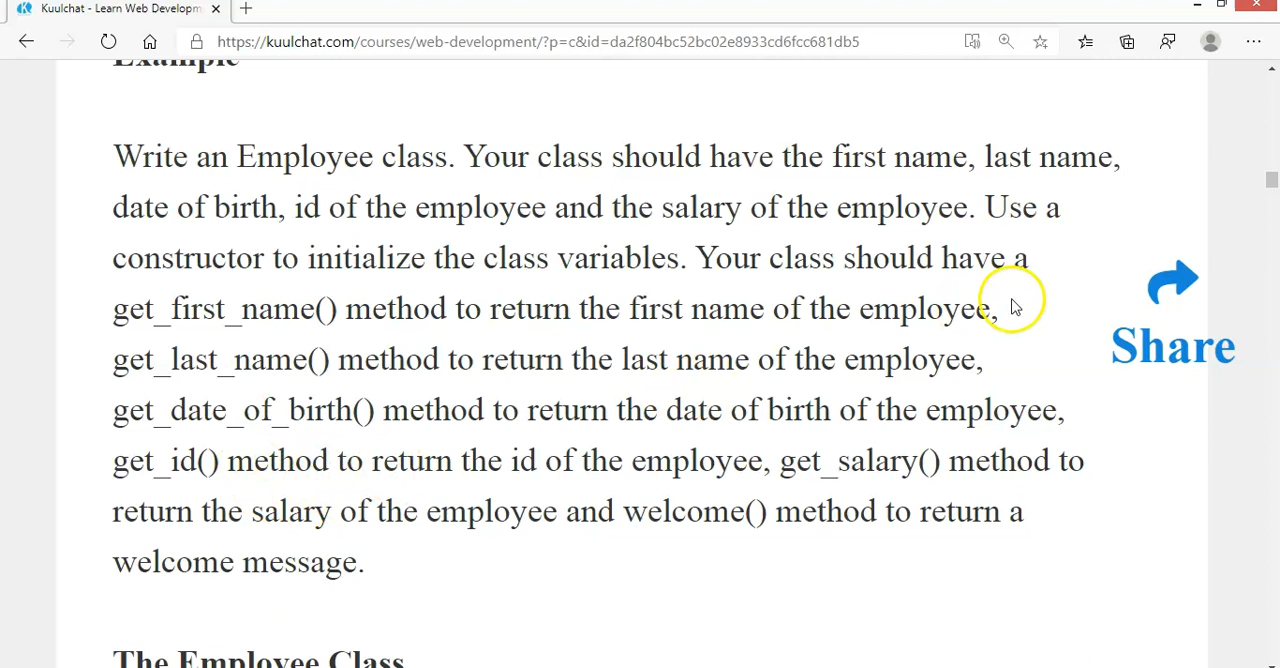 Kuulchat - Learn Web Developm
https://kuulchat.com/courses/web-development/?p=c&id=da2f804bc52bc02e8933cd6fcc681db5
Example
Write an Employee class. Your class should have the first name, last name,
date of birth, id of the employee and the salary of the employee. Use a
constructor to initialize the class variables. Your class should have a
get_first_name() method to return the first name of the employee,
get_last_name() method to return the last name of the employee,
get_date_of_birth() method to return the date of birth of the employee,
get_id() method to return the id of the employee, get_salary() method to
return the salary of the employee and welcome() method to return a
welcome message.
Share
The Employee Class